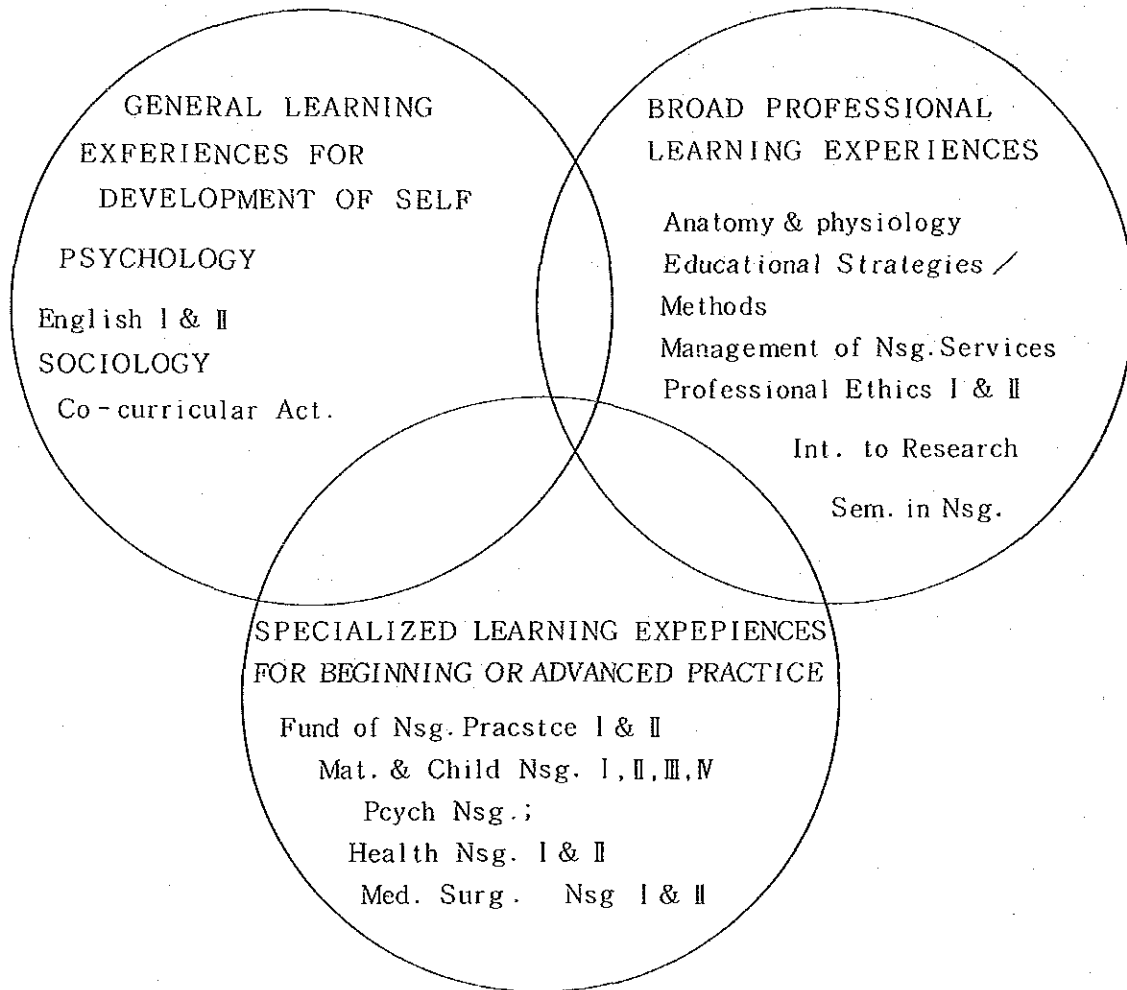 GENERAL LEARNING
EXFERIENCES FOR
DEVELOPMENT OF SELF
PSYCHOLOGY
English Ⅰ & Ⅱ
SOCIOLOGY
Co-curricular Act.
BROAD PROFESSIONAL
LEARNING EXPERIENCES
Anatomy & physiology
Educational Strategies /
Methods
Management of Nsg. Services
Professional Ethics Ⅰ & Ⅱ
Int. to Research
Sem. in Nsg.
SPECIALIZED LEARNING EXPEPIENCES
FOR BEGINNING OR ADVANCED PRACTICE
Fund of Nsg. Pracstce Ⅰ & Ⅱ
Mat. & Child Nsg. Ⅰ, Ⅱ, Ⅲ, Ⅳ
Pcych Nsg.;
Health Nsg. Ⅰ & Ⅱ
Med. Surg. Nsg Ⅰ & Ⅱ